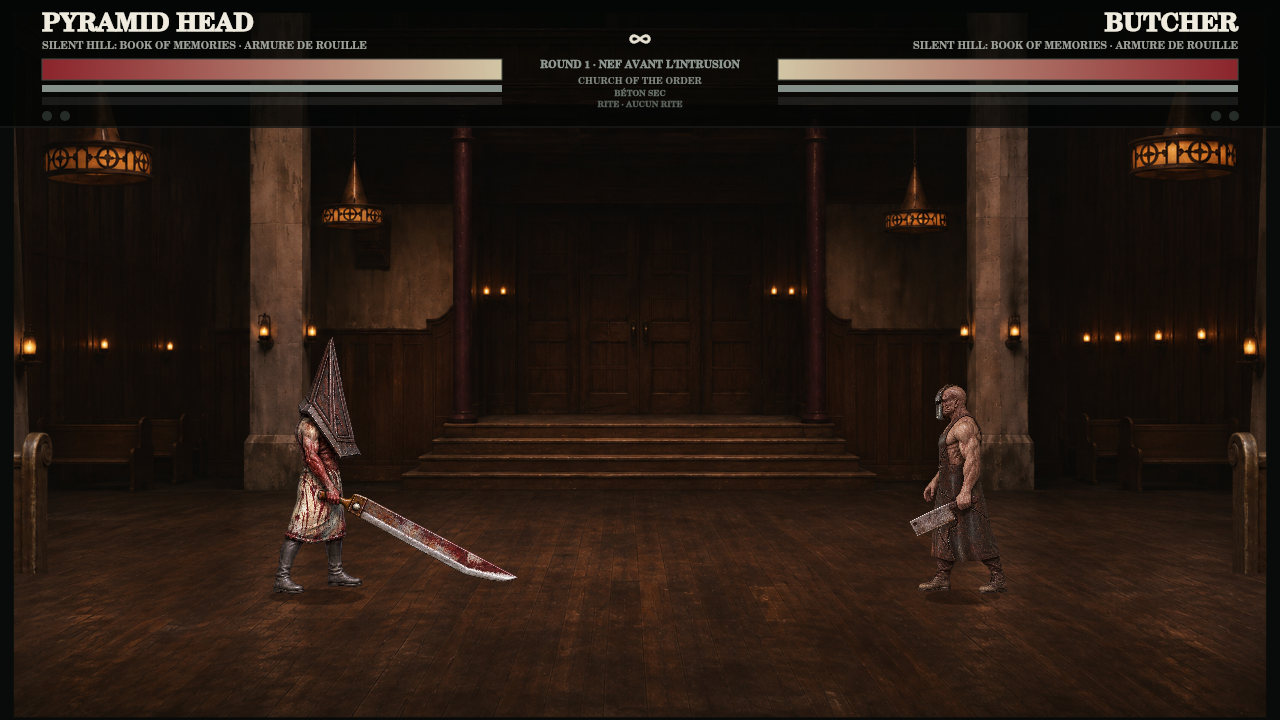 PYRAMID HEAD
SILENT HILL: BOOK OF MEMORIES · ARMURE DE ROUILLE
∞
ROUND 1 · NEF AVANT L'INTRUSION
CHURCH OF THE ORDER
BÉTON SEC
RITE · AUCUN RITE
BUTCHER
SILENT HILL: BOOK OF MEMORIES · ARMURE DE ROUILLE